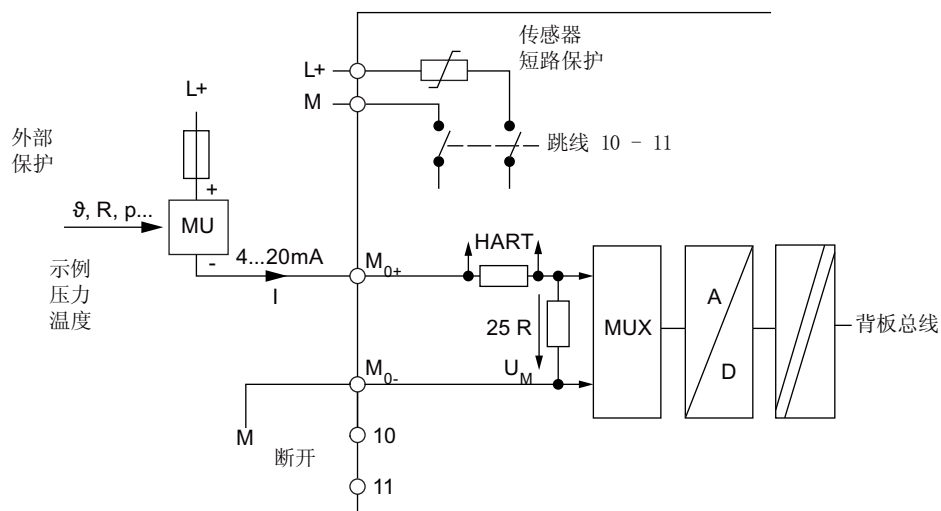 传感器
短路保护
L+
M
L+
外部
保护
跳线 10 - 11
+
ϑ, R, p...
MU
-
4...20mA
I
M0+
HART
示例
压力
温度
25 R
UM
MUX
A
D
背板总线
M0-
M
断开
10
11